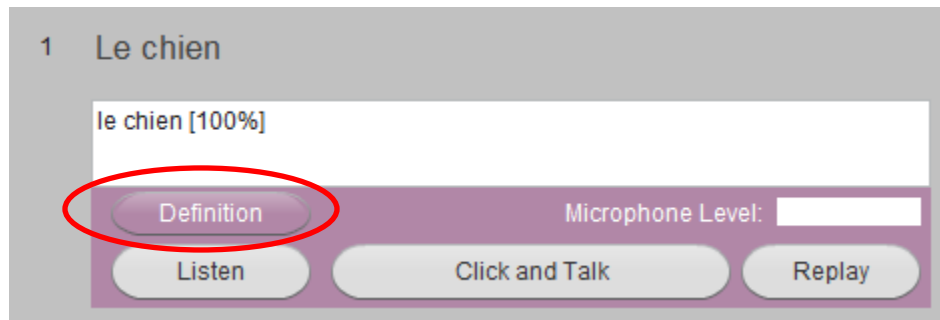 1 Le chien
le chien [100%]
Definition Microphone Level:
Listen Click and Talk Replay